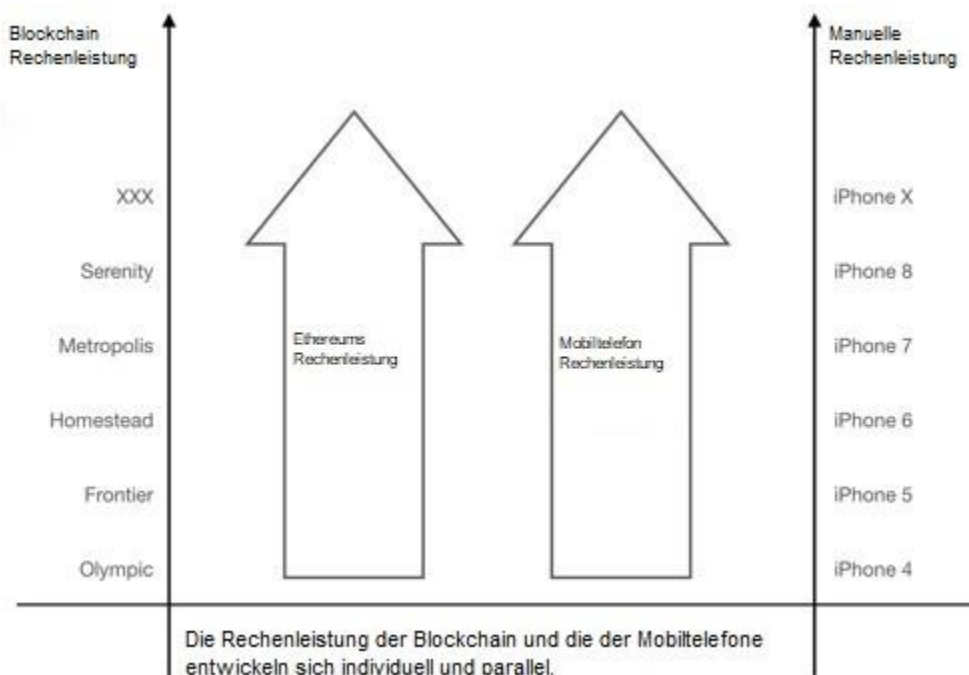 Blockchain
Rechenleistung
Manuelle
Rechenleistung
XXX
iPhone X
Serenity
iPhone 8
Ethereums
Rechenleistung
Mobiltelefon
Rechenleistung
Metropolis
iPhone 7
Homestead
iPhone 6
Frontier
iPhone 5
Olympic
iPhone 4
Die Rechenleistung der Blockchain und die der Mobiltelefone
entwickeln sich individuell und parallel.